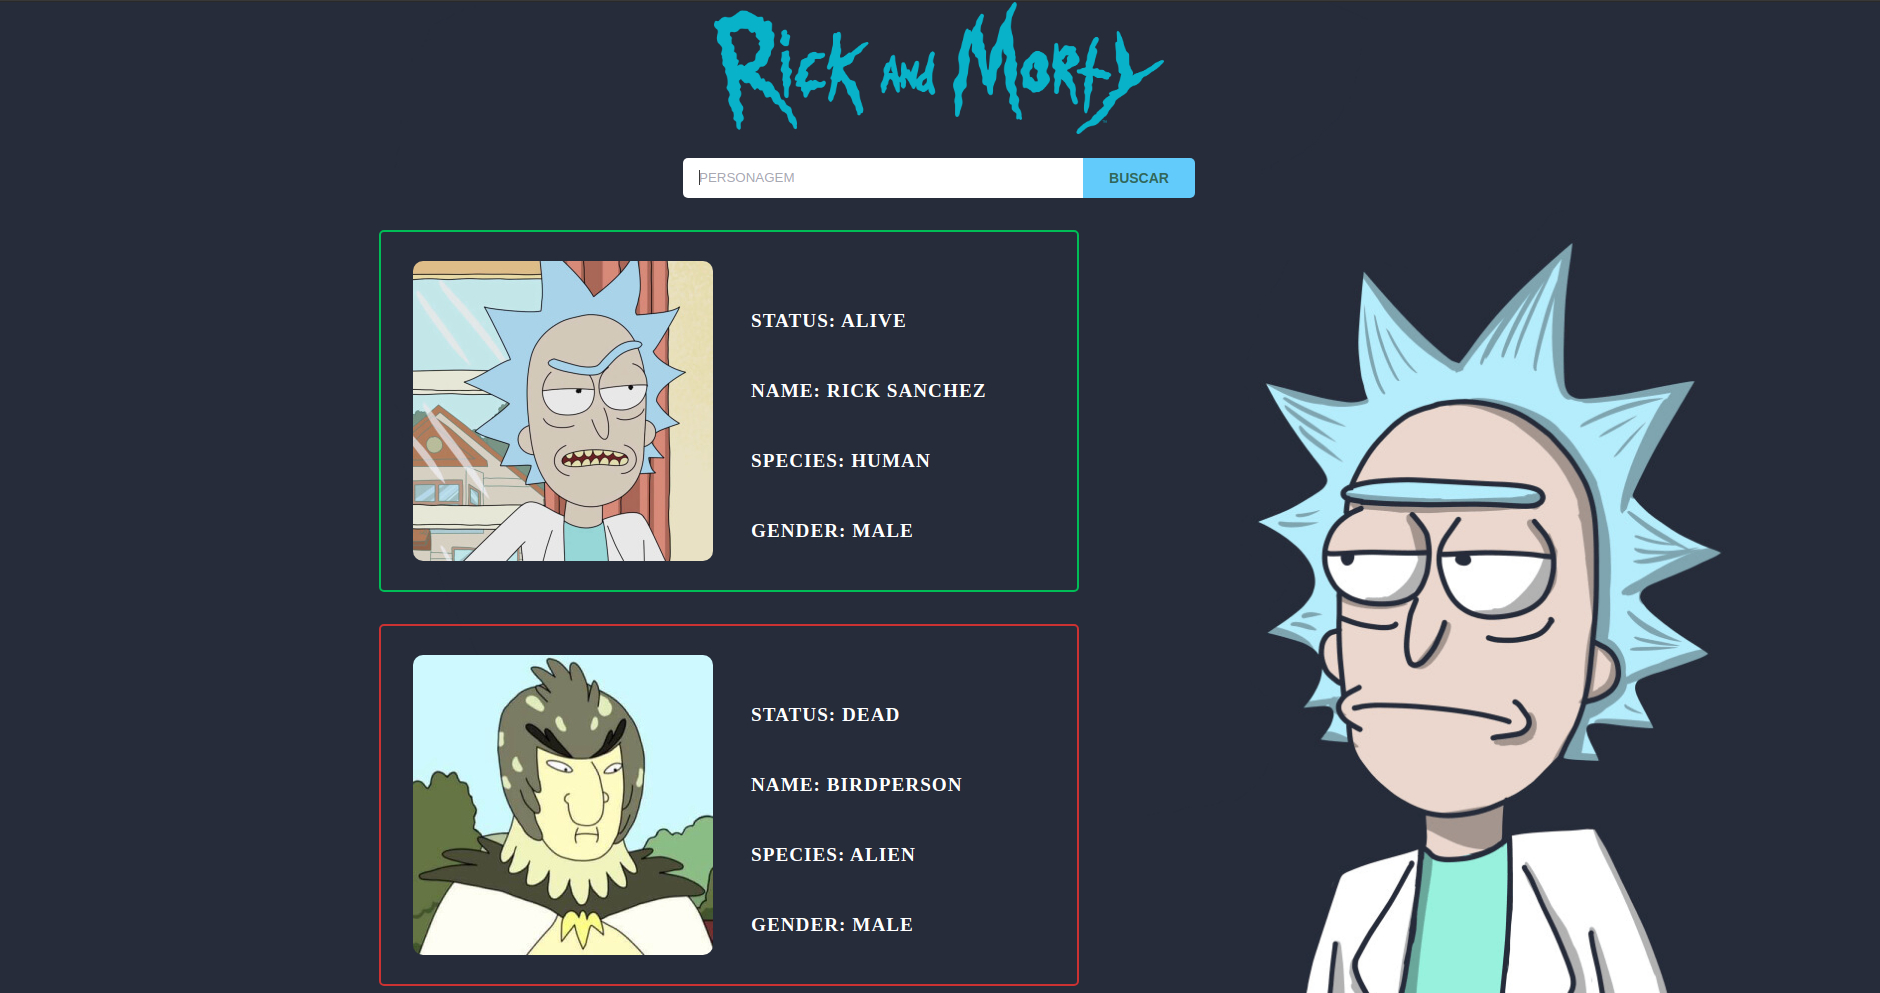 Rick and Morty
PERSONAGEM
BUSCAR
STATUS: ALIVE
NAME: RICK SANCHEZ
SPECIES: HUMAN
GENDER: MALE
STATUS: DEAD
NAME: BIRDPERSON
SPECIES: ALIEN
GENDER: MALE